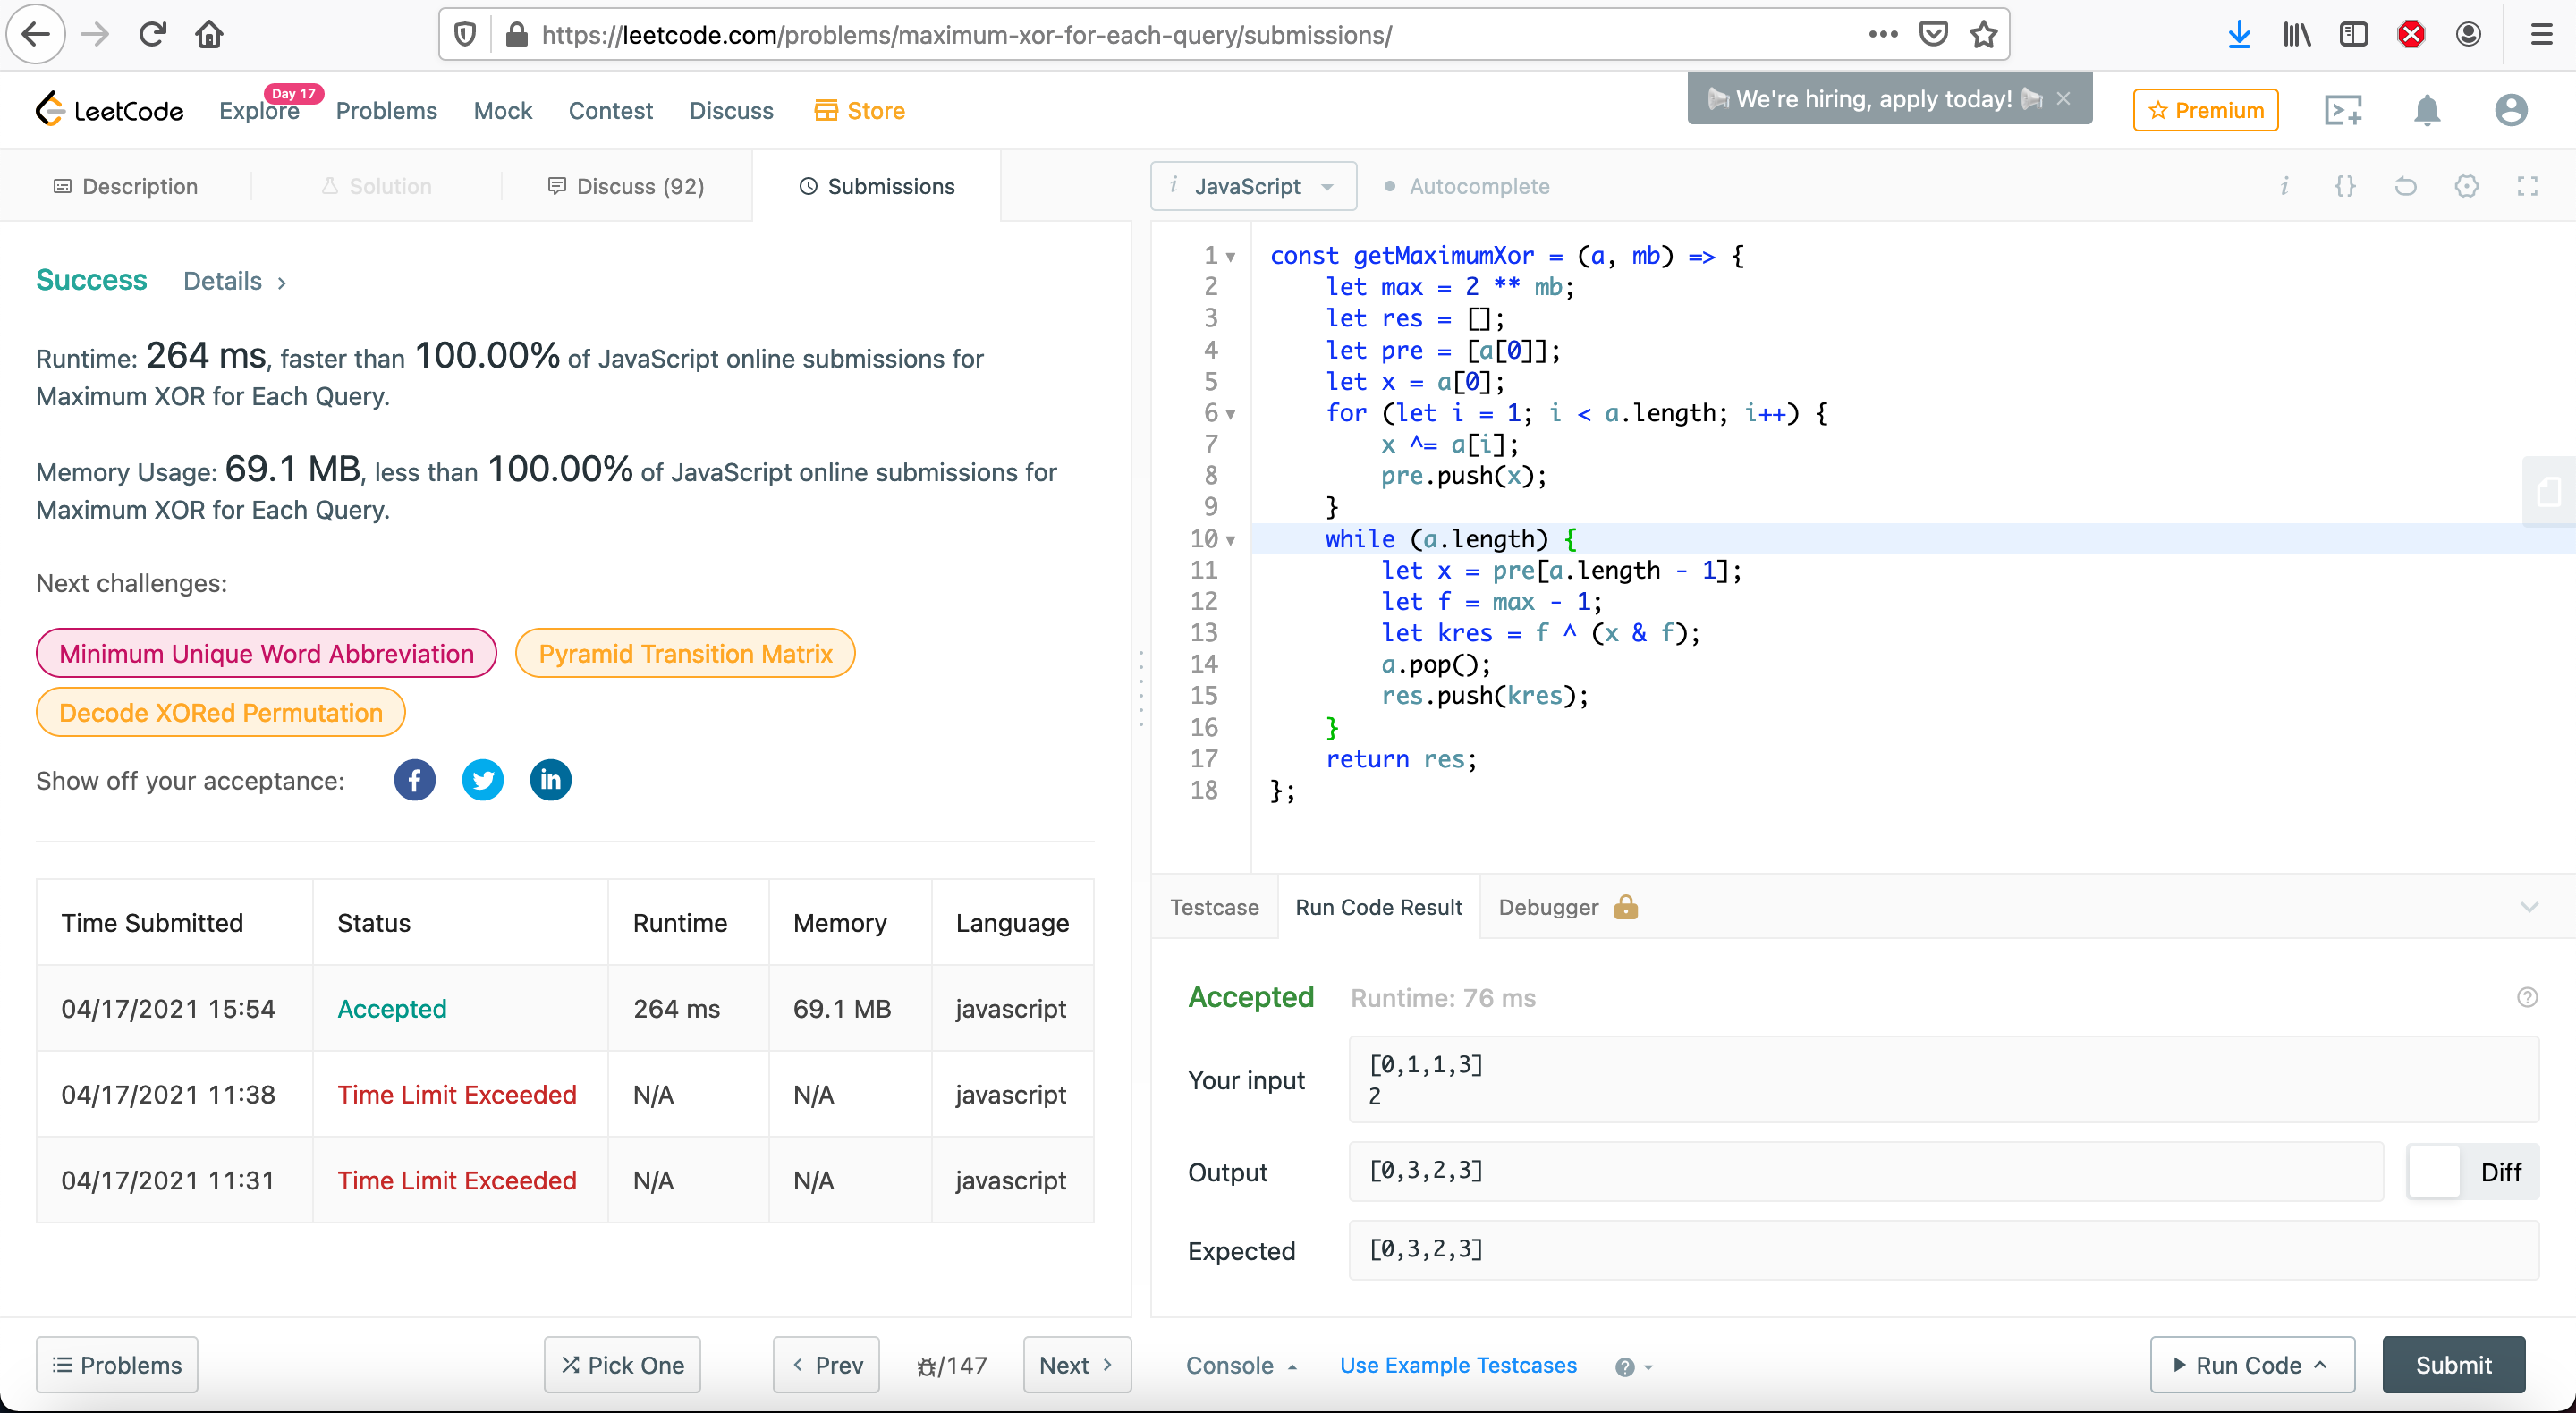 https://leetcode.com/problems/maximum-xor-for-each-query/submissions/
LeetCode
Explore
Day 17
Problems
Mock
Contest
Discuss
Store
We're hiring, apply today!
Premium
Description
Solution
Discuss (92)
Submissions
i JavaScript
Autocomplete
Success Details >
Runtime: 264 ms, faster than 100.00% of JavaScript online submissions for
Maximum XOR for Each Query.
Memory Usage: 69.1 MB, less than 100.00% of JavaScript online submissions for
Maximum XOR for Each Query.
Next challenges:
Minimum Unique Word Abbreviation
Pyramid Transition Matrix
Decode XORed Permutation
Show off your acceptance:
Time Submitted Status Runtime Memory Language
04/17/2021 15:54 Accepted 264 ms 69.1 MB javascript
04/17/2021 11:38 Time Limit Exceeded N/A N/A javascript
04/17/2021 11:31 Time Limit Exceeded N/A N/A javascript
1 const getMaximumXor = (a, mb) => {
2 let max = 2 ** mb;
3 let res = [];
4 let pre = [a[0]];
5 let x = a[0];
6 for (let i = 1; i < a.length; i++) {
7 x ^= a[i];
8 pre.push(x);
9 }
10 while (a.length) {
11 let x = pre[a.length - 1];
12 let f = max - 1;
13 let kres = f ^ (x & f);
14 a.pop();
15 res.push(kres);
16 }
17 return res;
18 };
Testcase
Run Code Result
Debugger
Accepted Runtime: 76 ms
Your input
[0,1,1,3]
2
Output
[0,3,2,3]
Diff
Expected
[0,3,2,3]
Problems
Pick One
Prev
/147
Next
Console
Use Example Testcases
Run Code
Submit